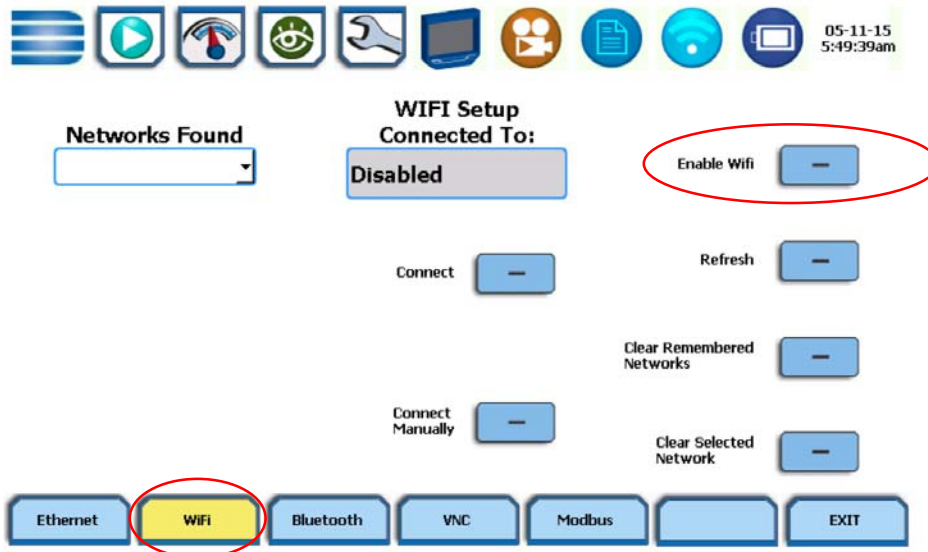 05-11-15
5:49:39am
WIFI Setup
Networks Found
Connected To:
Disabled
Enable Wifi
Connect
Refresh
Clear Remembered
Networks
Connect
Manually
Clear Selected
Network
Ethernet
WiFi
Bluetooth
VNC
Modbus
EXIT